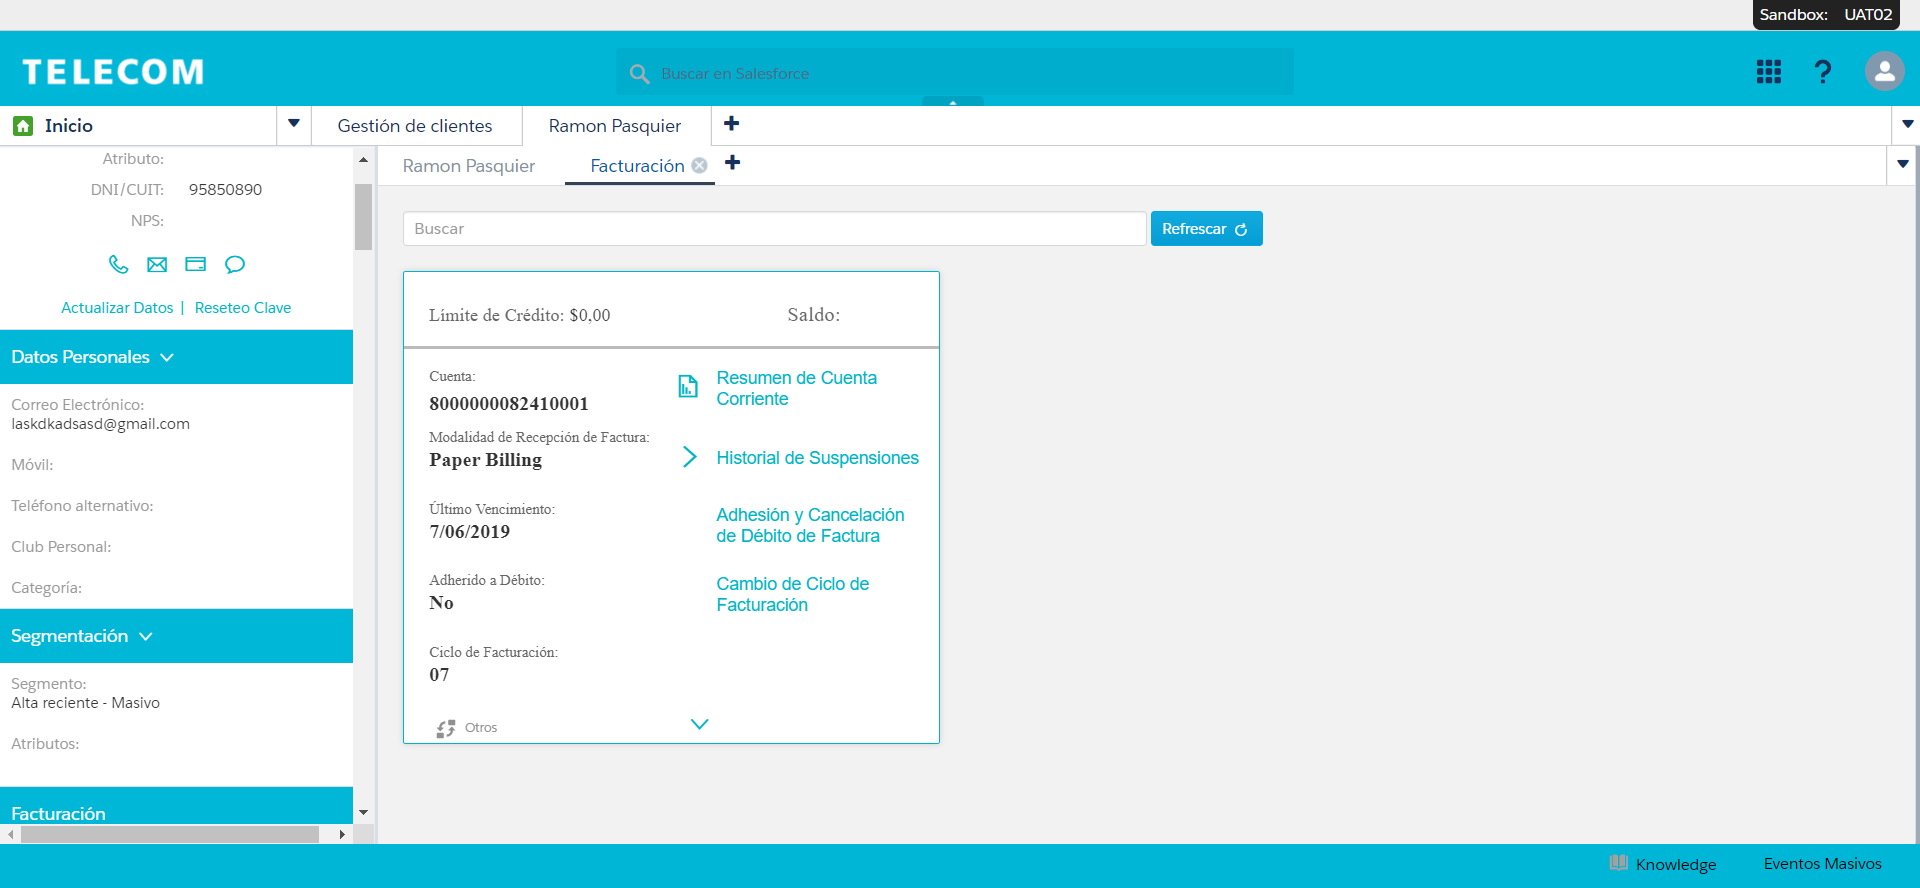 Sandbox: UAT02
TELECOM
Buscar en Salesforce
?
Inicio
Gestión de clientes
Ramon Pasquier
Ramon Pasquier
Facturación
Atributo:
DNI/CUIT: 95850890
NPS:
Actualizar Datos | Reseteo Clave
Datos Personales
Correo Electrónico:
laskdkadsasd@gmail.com
Móvil:
Teléfono alternativo:
Club Personal:
Categoría:
Segmentación
Segmento:
Alta reciente - Masivo
Atributos:
Facturación
Buscar
Refrescar
Límite de Crédito: $0,00
Saldo:
Cuenta:
8000000082410001
Modalidad de Recepción de Factura:
Paper Billing
Último Vencimiento:
7/06/2019
Adherido a Débito:
No
Ciclo de Facturación:
07
Otros
Resumen de Cuenta
Corriente
Historial de Suspensiones
Adhesión y Cancelación
de Débito de Factura
Cambio de Ciclo de
Facturación
Knowledge
Eventos Masivos